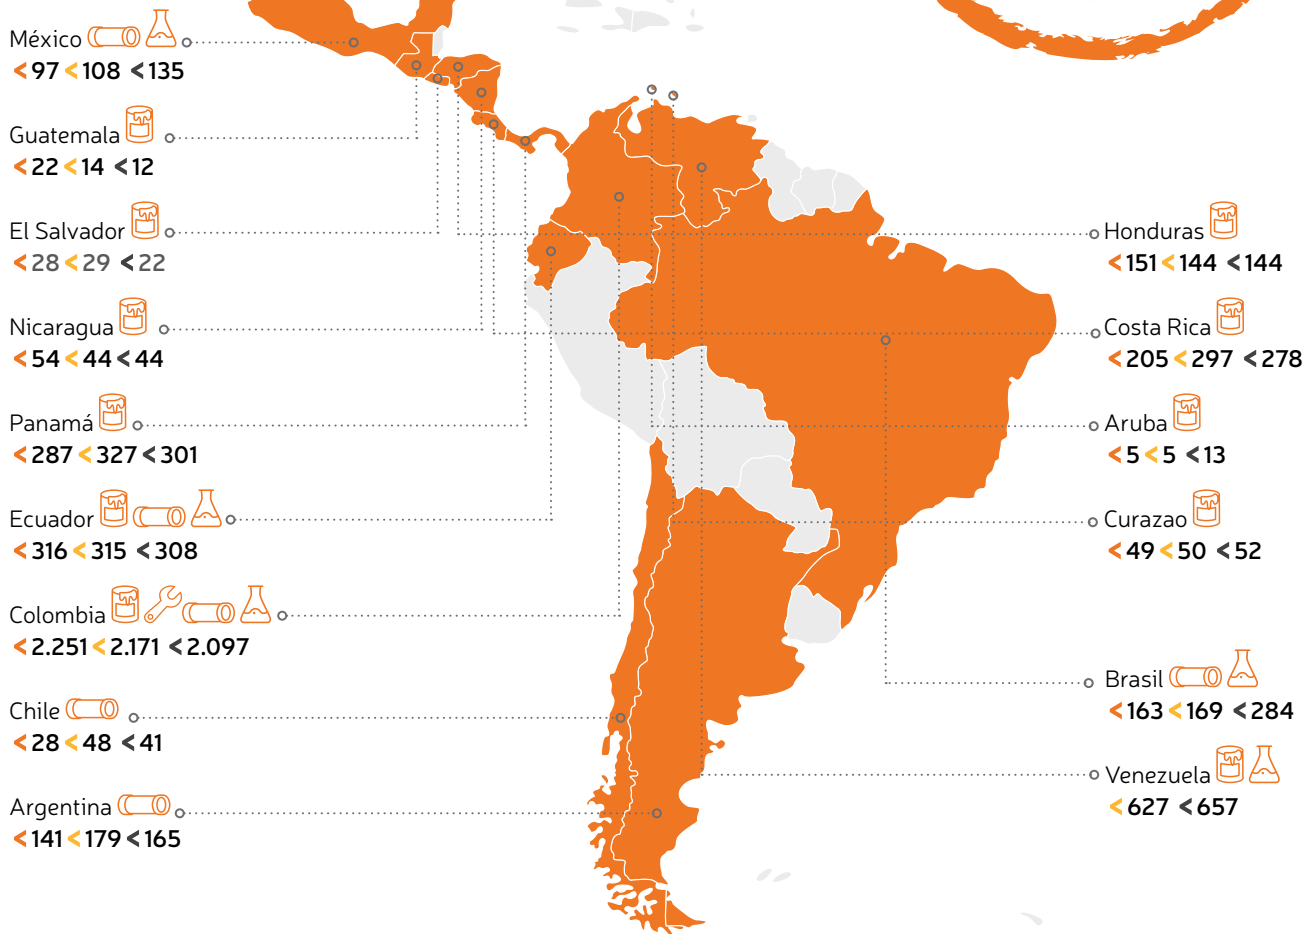 México
<97 <108 <135
Guatemala
<22 <14 <12
El Salvador
<28 <29 <22
Nicaragua
<54 <44 <44
Panamá
<287 <327 <301
Ecuador
<316 <315 <308
Colombia
<2.251 <2.171 <2.097
Chile
<28 <48 <41
Argentina
<141 <179 <165
Honduras
<151 <144 <144
Costa Rica
<205 <297 <278
Aruba
<5 <5 <13
Curazao
<49 <50 <52
Brasil
<163 <169 <284
Venezuela
<627 <657